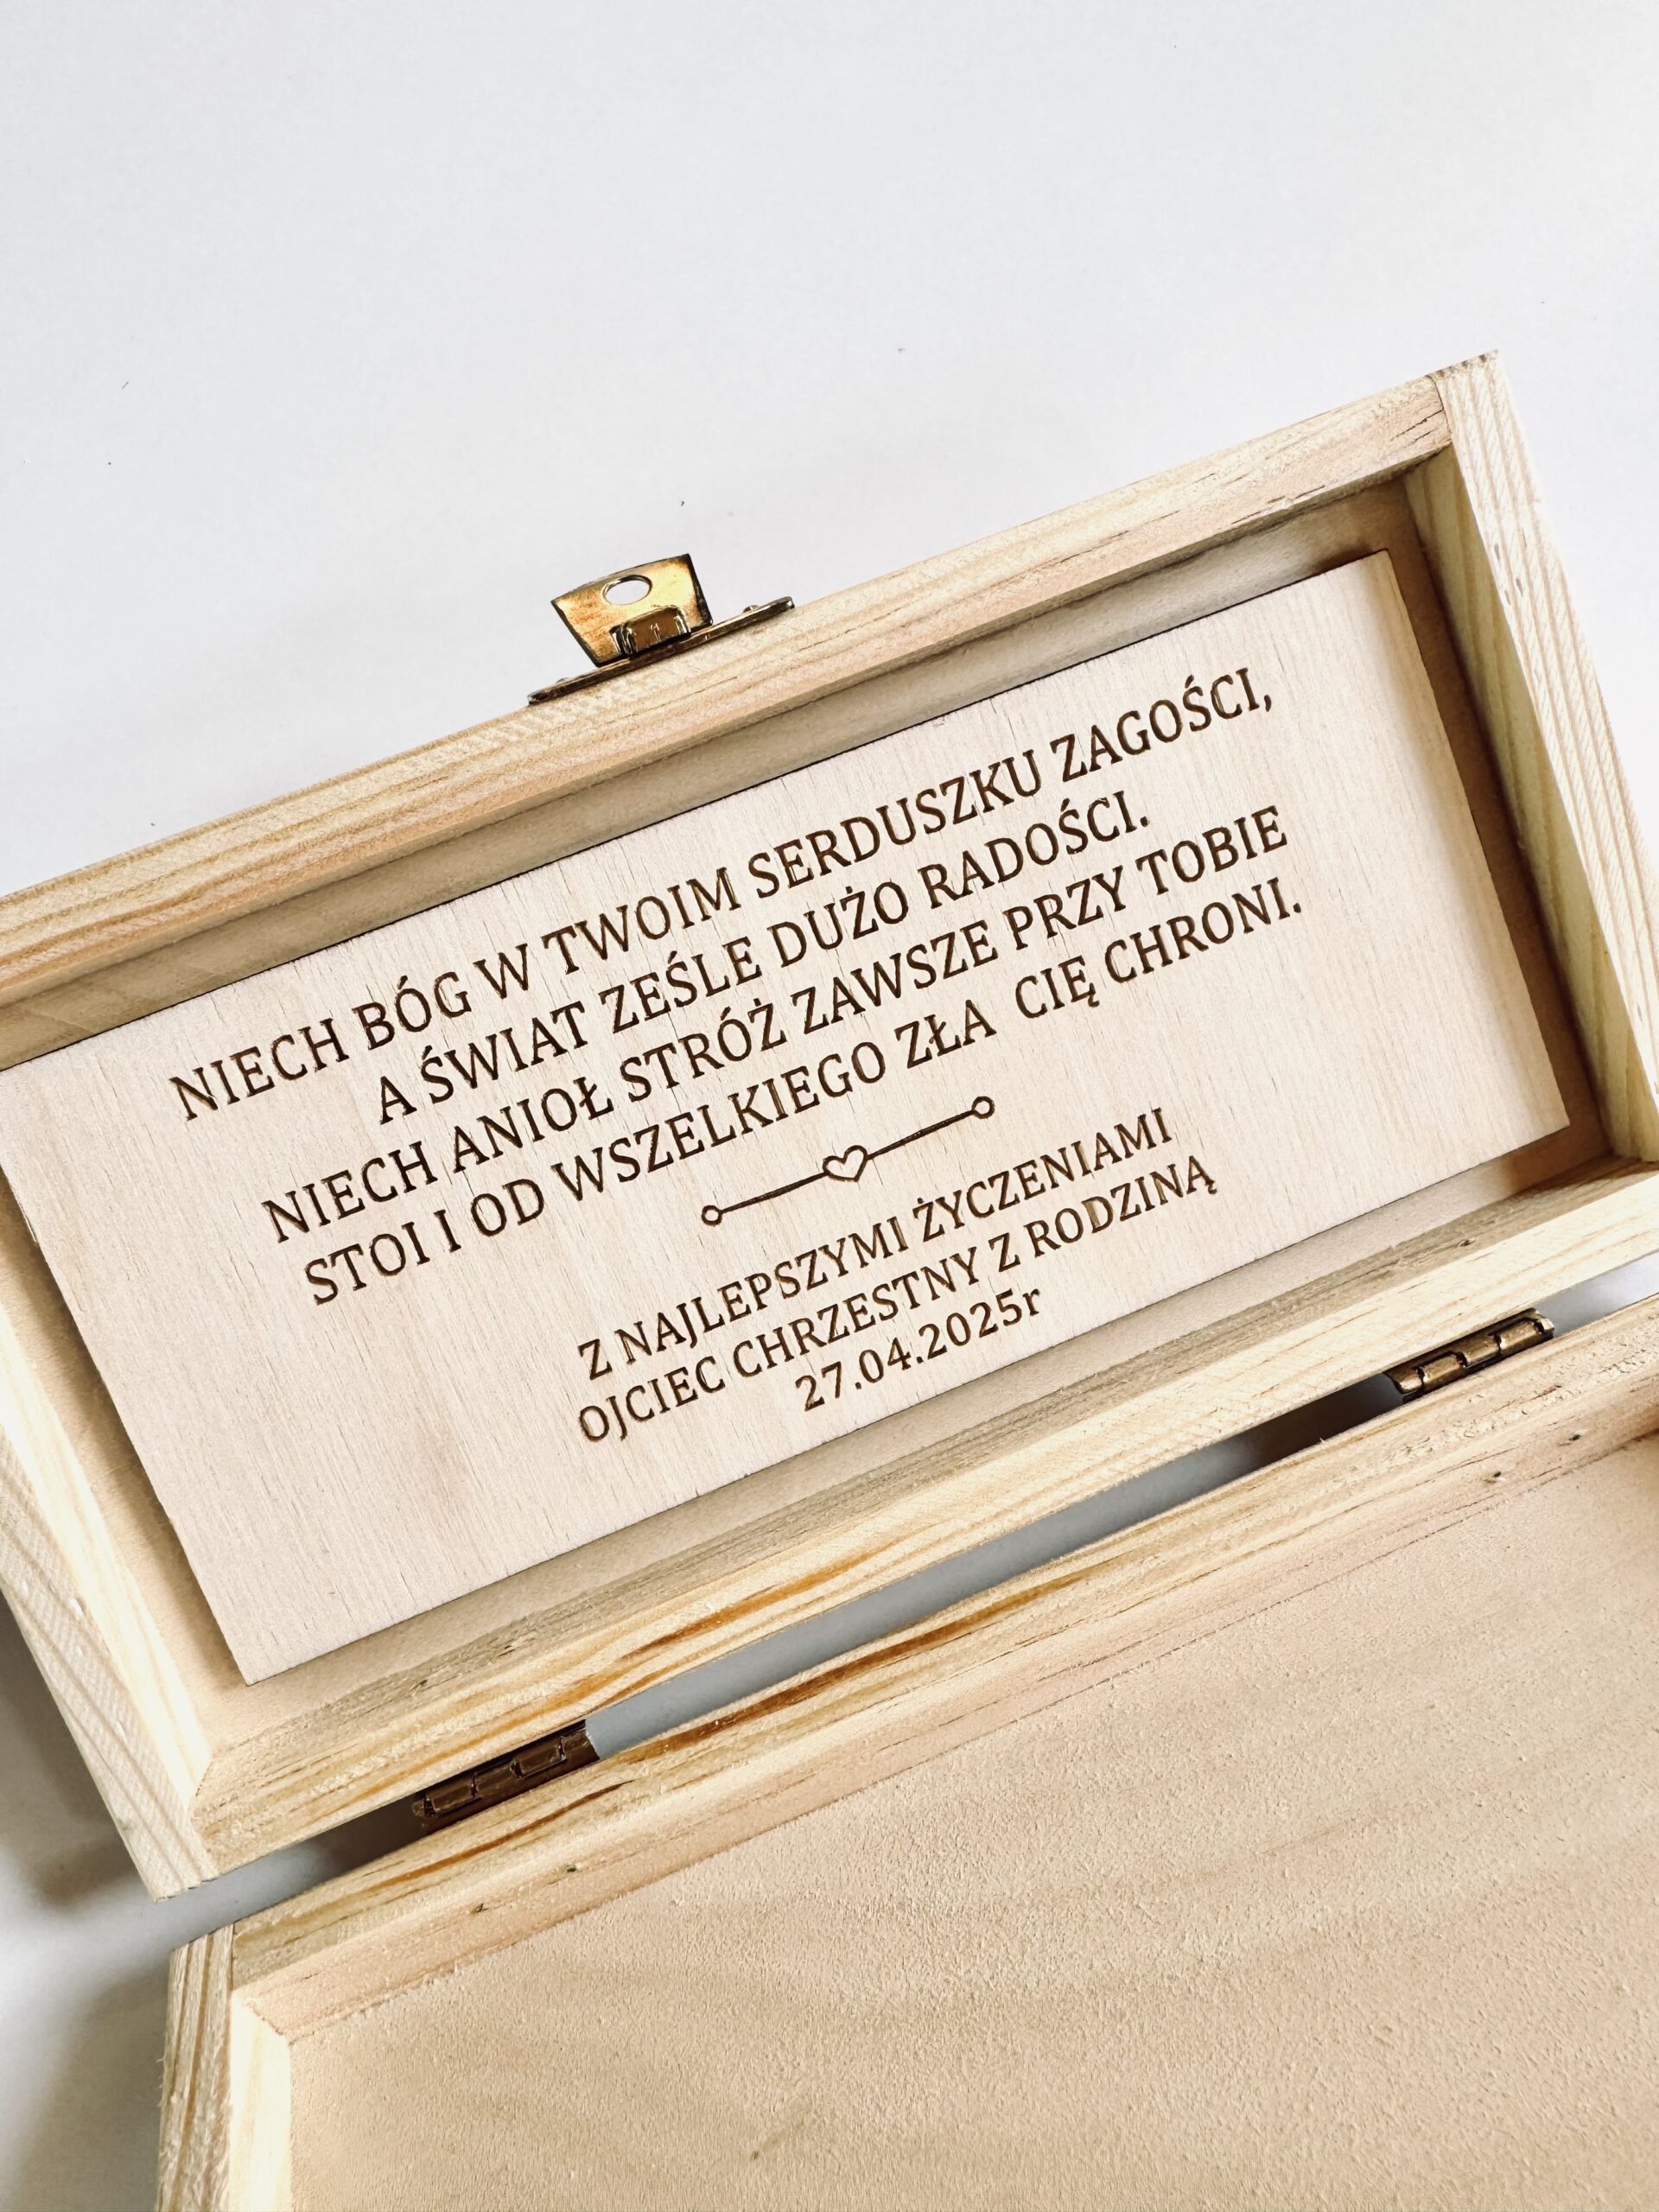 NIECH BÓG W TWOIM SERDUSZKU ZAGOŚCI,
A ŚWIAT ZEŚLE DUŻO RADOŚCI.
NIECH ANIOŁ STRÓŻ ZAWSZE PRZY TOBIE
STOI I OD WSZELKIEGO ZŁA CIĘ CHRONI.
Z NAJLEPSZYMI ŻYCZENIAMI
OJCIEC CHRZESTNY Z RODZINĄ
27.04.2025r